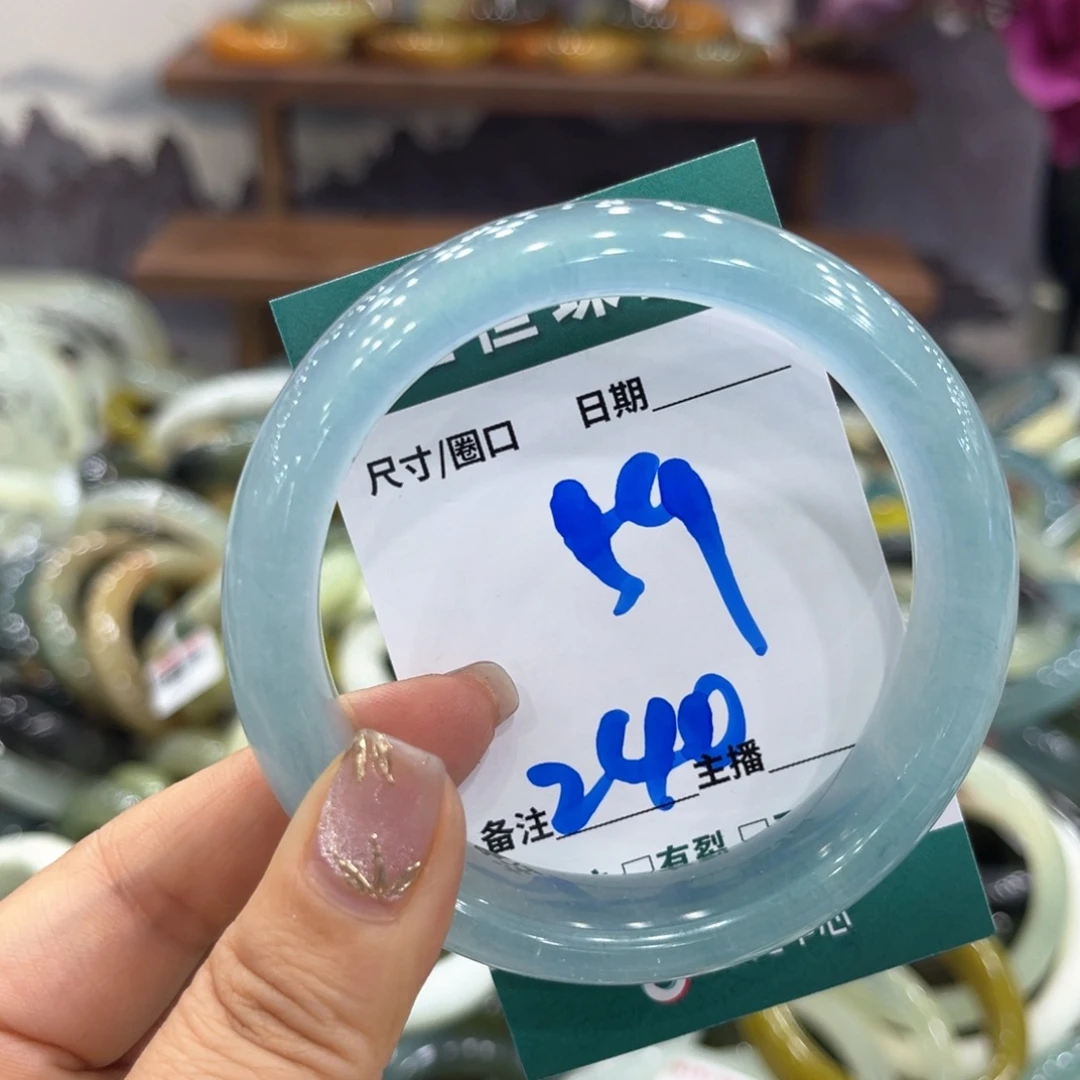 日期
尺寸/圈口
59
240
备注 主播
□有裂 □